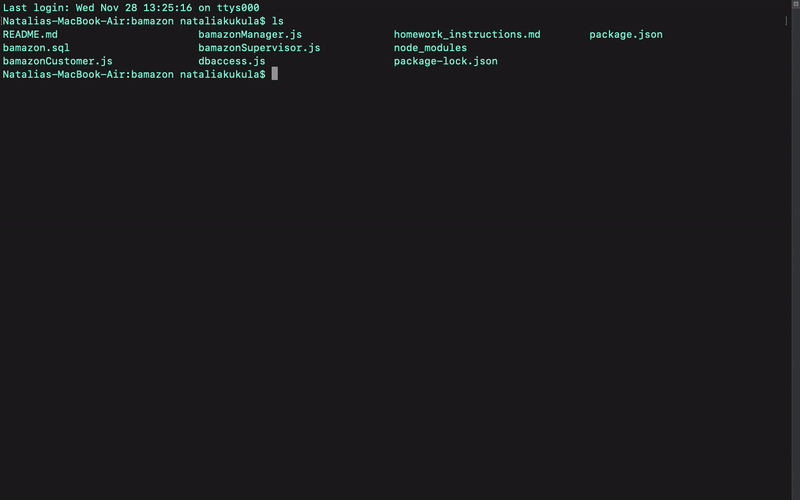 Last login: Wed Nov 28 13:25:16 on ttys000
Natalias-MacBook-Air:bamazon nataliakukula$ ls
README.md bamazonManager.js homework_instructions.md package.json
bamazon.sql bamazonSupervisor.js node_modules
bamazonCustomer.js dbaccess.js package-lock.json
Natalias-MacBook-Air:bamazon nataliakukula$